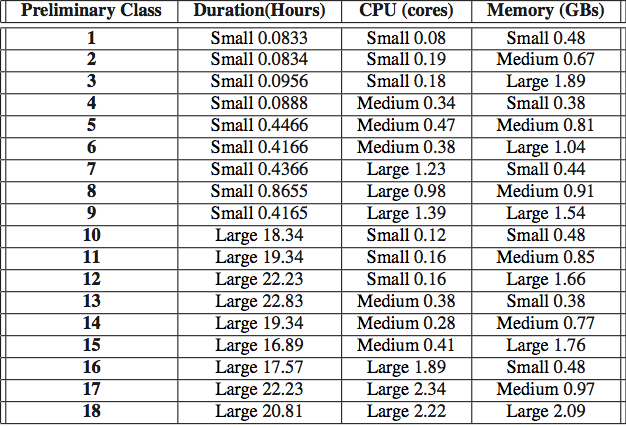 Preliminary Class Duration(Hours) CPU (cores) Memory (GBs)
1 Small 0.0833 Small 0.08 Small 0.48
2 Small 0.0834 Small 0.19 Medium 0.67
3 Small 0.0956 Small 0.18 Large 1.89
4 Small 0.0888 Medium 0.34 Small 0.38
5 Small 0.4466 Medium 0.47 Medium 0.81
6 Small 0.4166 Medium 0.38 Large 1.04
7 Small 0.4366 Large 1.23 Small 0.44
8 Small 0.8655 Large 0.98 Medium 0.91
9 Small 0.4165 Large 1.39 Large 1.54
10 Large 18.34 Small 0.12 Small 0.48
11 Large 19.34 Small 0.16 Medium 0.85
12 Large 22.23 Small 0.16 Large 1.66
13 Large 22.83 Medium 0.38 Small 0.38
14 Large 19.34 Medium 0.28 Medium 0.77
15 Large 16.89 Medium 0.41 Large 1.76
16 Large 17.57 Large 1.89 Small 0.48
17 Large 22.23 Large 2.34 Medium 0.97
18 Large 20.81 Large 2.22 Large 2.09